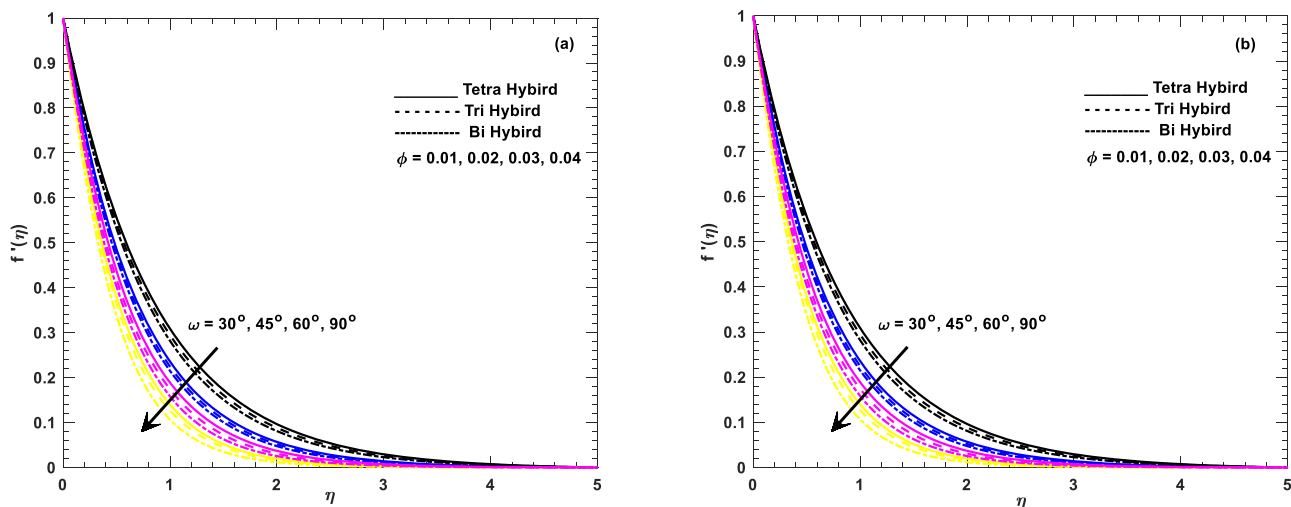 (a)
Tetra Hybird
Tri Hybird
Bi Hybird
ϕ = 0.01, 0.02, 0.03, 0.04
ω = 30°, 45°, 60°, 90°
f '(η)
1
0.9
0.8
0.7
0.6
0.5
0.4
0.3
0.2
0.1
0
0 1 2 3 4 5
η
(b)
Tetra Hybird
Tri Hybird
Bi Hybird
ϕ = 0.01, 0.02, 0.03, 0.04
ω = 30°, 45°, 60°, 90°
f '(η)
1
0.9
0.8
0.7
0.6
0.5
0.4
0.3
0.2
0.1
0
0 1 2 3 4 5
η